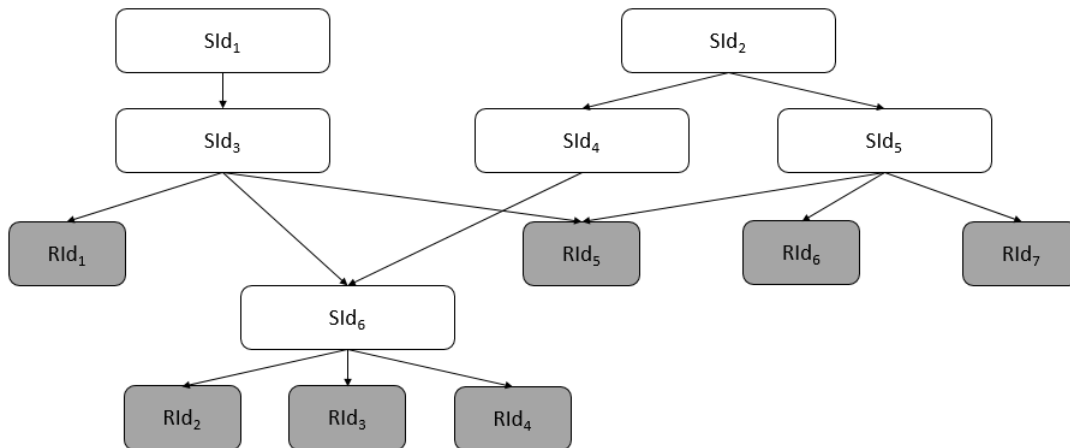 SId₁
SId₂
SId₃
SId₄
SId₅
RId₁
RId₅
RId₆
RId₇
SId₆
RId₂
RId₃
RId₄